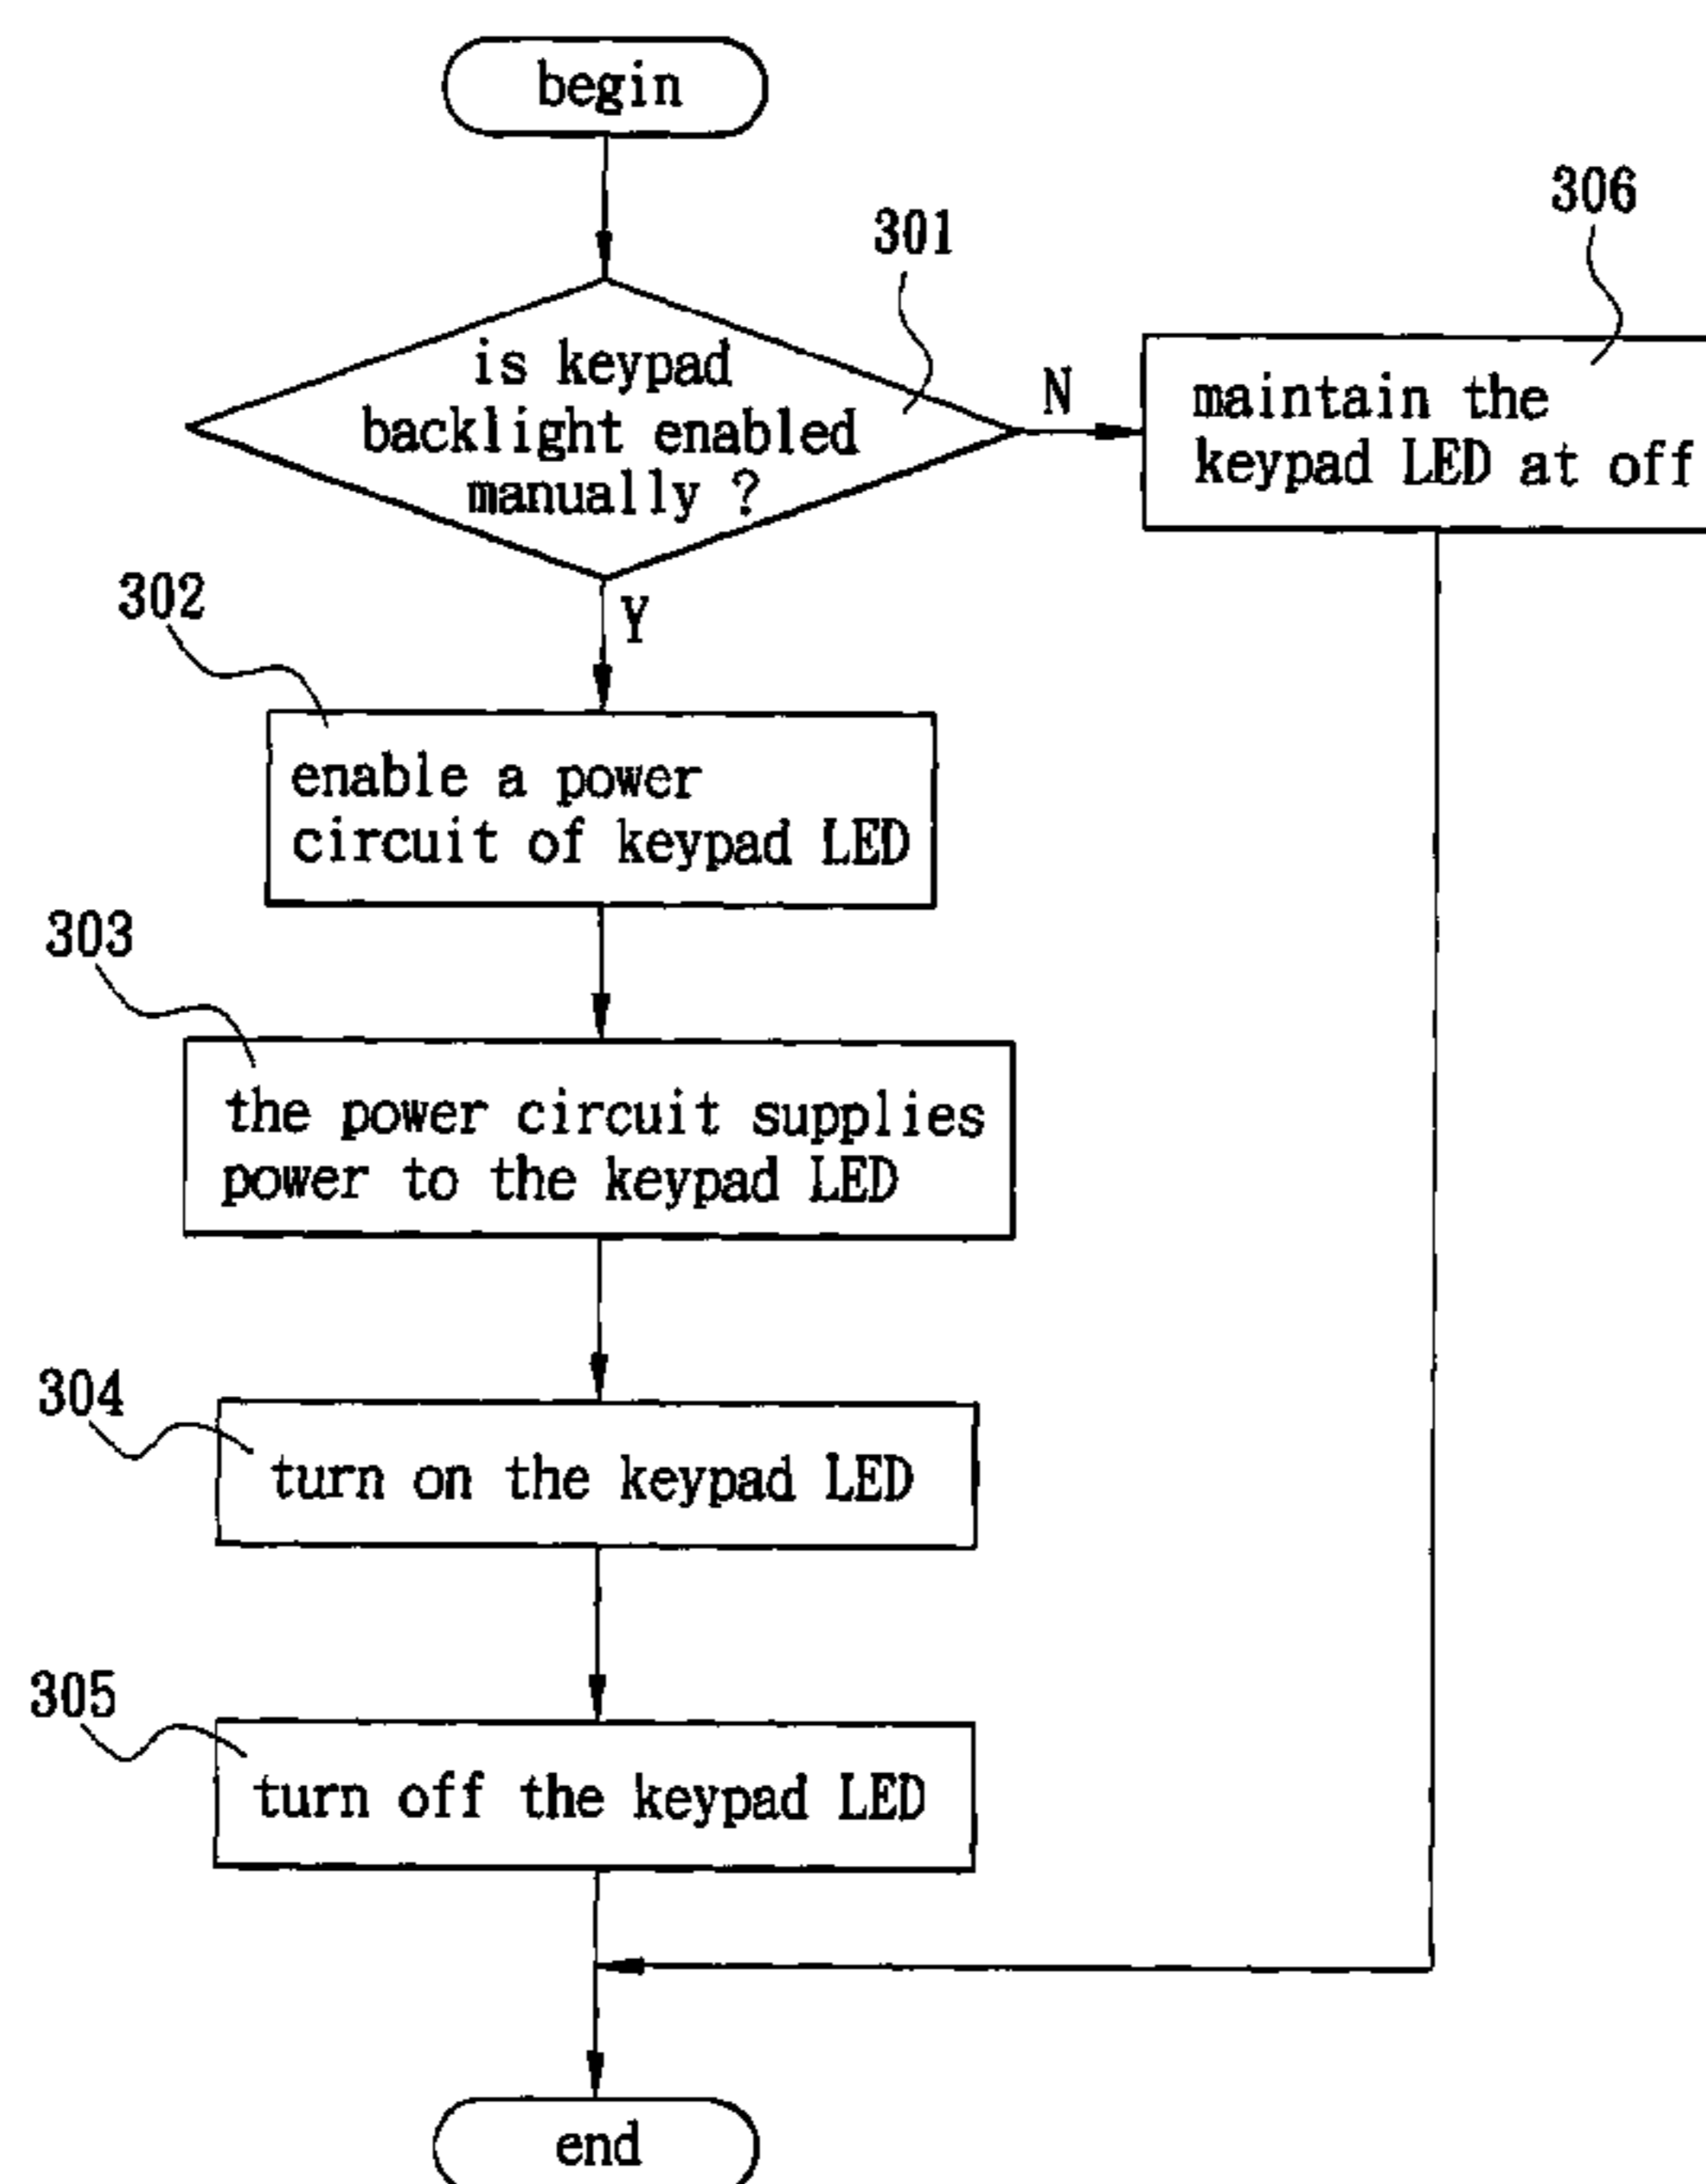 begin
301
306
is keypad
backlight enabled
manually ?
N
maintain the
keypad LED at off
302
Y
enable a power
circuit of keypad LED
303
the power circuit supplies
power to the keypad LED
304
turn on the keypad LED
305
turn off the keypad LED
end